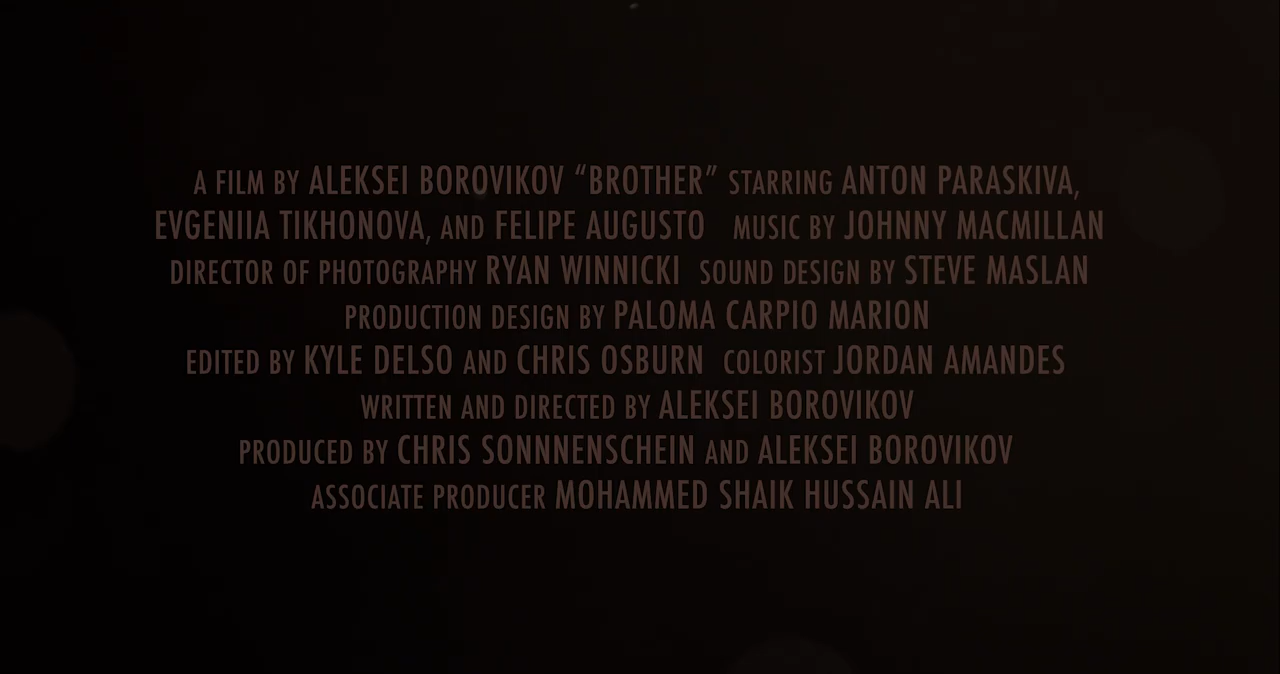 A FILM BY ALEKSEI BOROVIKOV “BROTHER” STARRING ANTON PARASKIVA,
EVGENIIA TIKHONOVA, AND FELIPE AUGUSTO MUSIC BY JOHNNY MACMILLAN
DIRECTOR OF PHOTOGRAPHY RYAN WINNICKI SOUND DESIGN BY STEVE MASLAN
PRODUCTION DESIGN BY PALOMA CARPIO MARION
EDITED BY KYLE DELSO AND CHRIS OSBURN COLORIST JORDAN AMANDES
WRITTEN AND DIRECTED BY ALEKSEI BOROVIKOV
PRODUCED BY CHRIS SONNNENSCHEIN AND ALEKSEI BOROVIKOV
ASSOCIATE PRODUCER MOHAMMED SHAIK HUSSAIN ALI